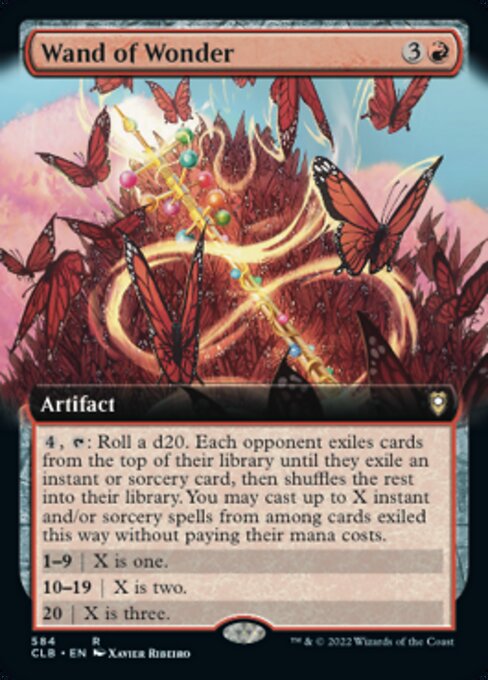 Wand of Wonder 3
Artifact
4, : Roll a d20. Each opponent exiles cards
from the top of their library until they exile an
instant or sorcery card, then shuffles the rest
into their library. You may cast up to X instant
and/or sorcery spells from among cards exiled
this way without paying their mana costs.
1–9 | X is one.
10–19 | X is two.
20 | X is three.
584 R ™ & © 2022 Wizards of the Coast
CLB • EN Xavier Ribeiro